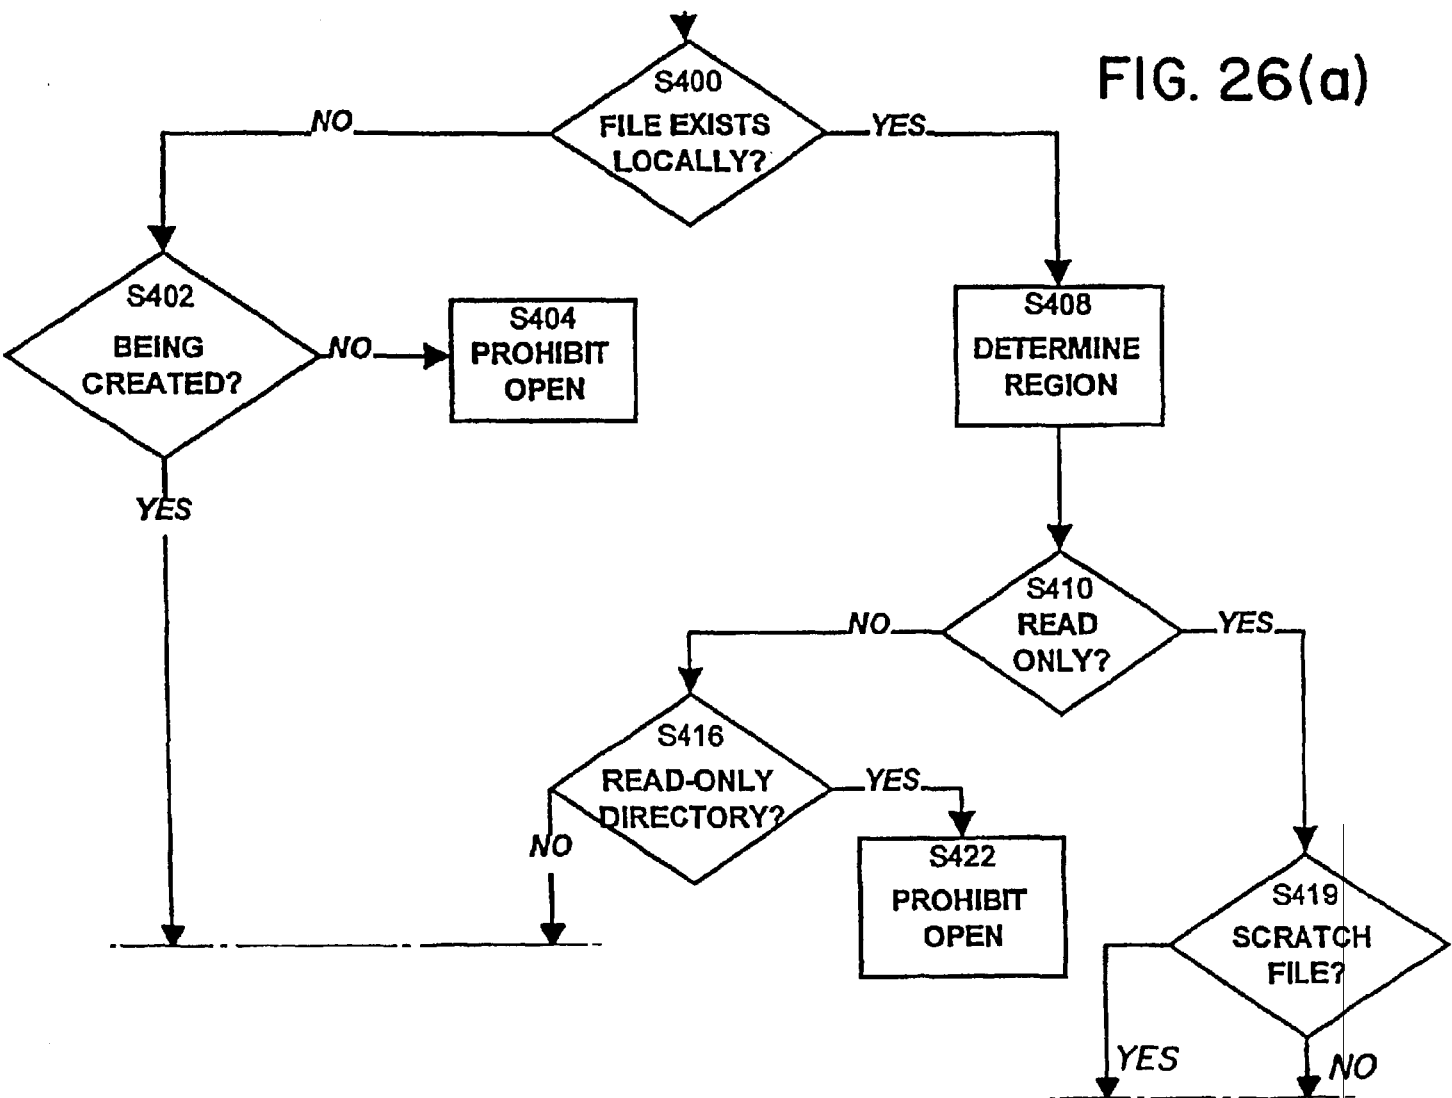 FIG. 26(a)
S400
FILE EXISTS
LOCALLY?
NO
YES
S402
BEING
CREATED?
NO
S404
PROHIBIT
OPEN
S408
DETERMINE
REGION
YES
S410
READ
ONLY?
NO
YES
S416
READ-ONLY
DIRECTORY?
YES
NO
S422
PROHIBIT
OPEN
S419
SCRATCH
FILE?
YES
NO